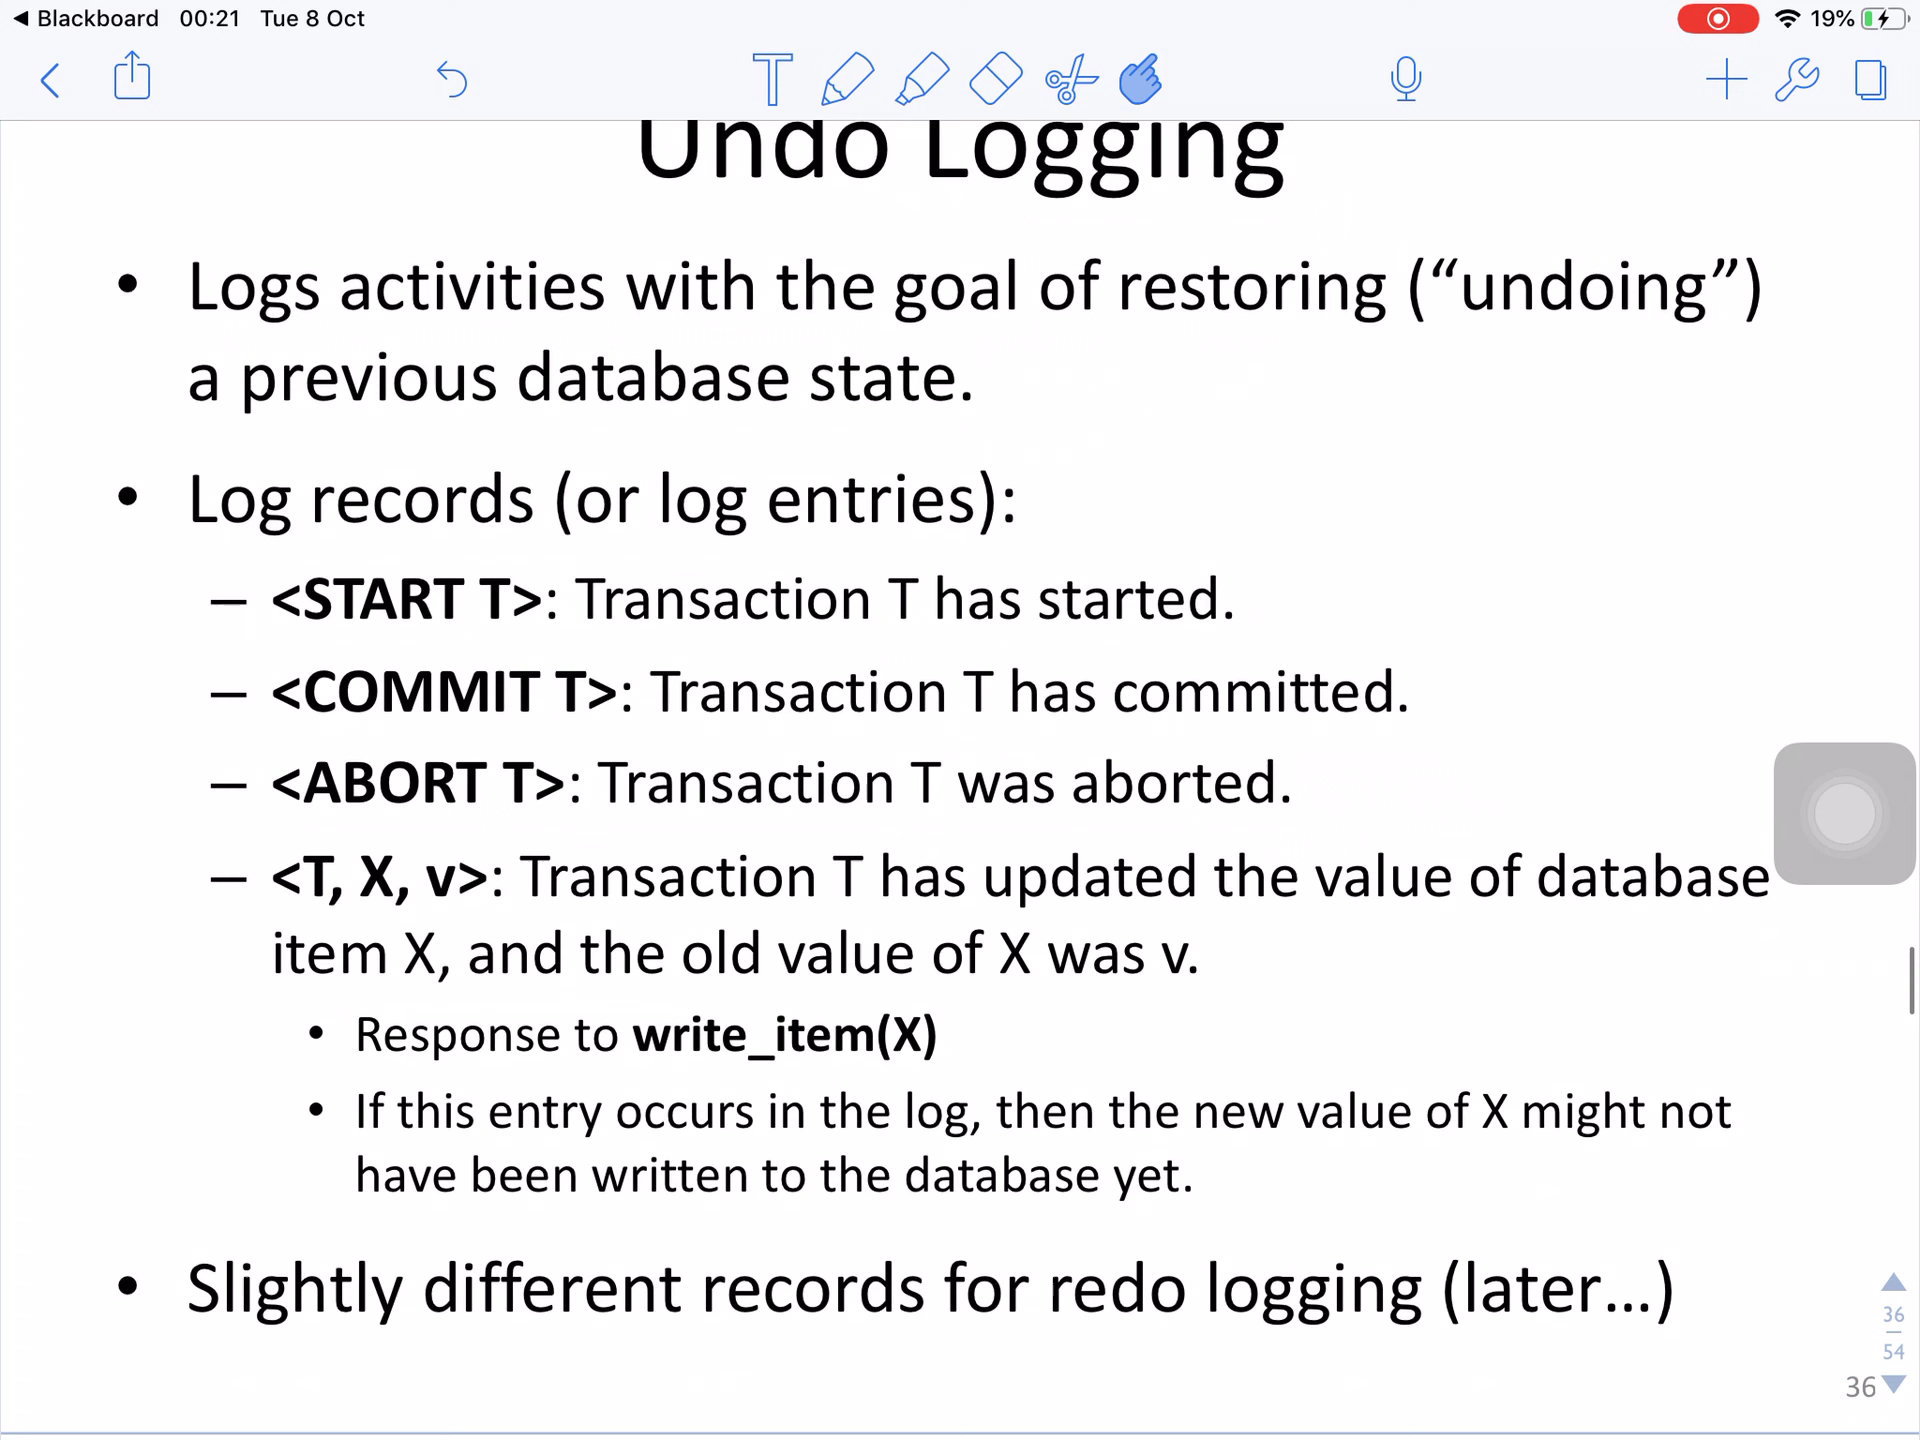 ◀ Blackboard 00:21 Tue 8 Oct 19%
Undo Logging
• Logs activities with the goal of restoring (“undoing”)
a previous database state.
• Log records (or log entries):
– <START T>: Transaction T has started.
– <COMMIT T>: Transaction T has committed.
– <ABORT T>: Transaction T was aborted.
– <T, X, v>: Transaction T has updated the value of database
item X, and the old value of X was v.
• Response to write_item(X)
• If this entry occurs in the log, then the new value of X might not
have been written to the database yet.
• Slightly different records for redo logging (later...)
36
54
36